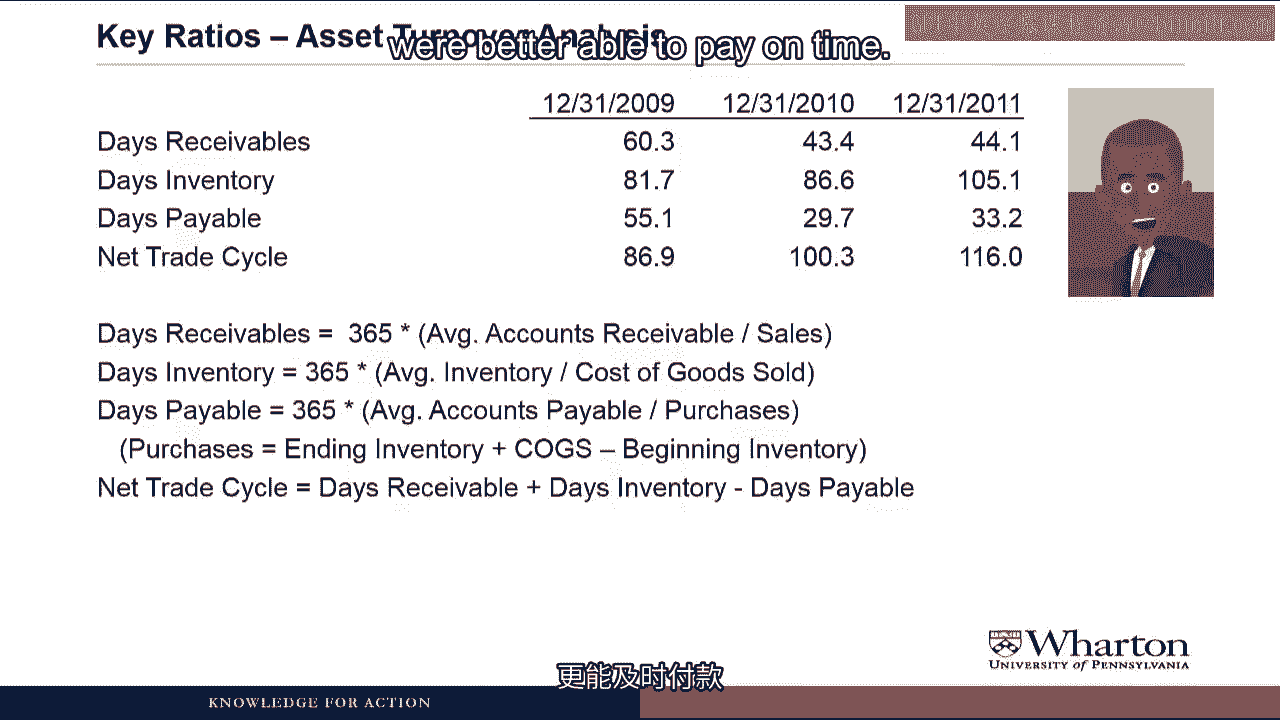 Key Ratios – Asset Turnover Analysis
were better able to pay on time.
12/31/2009 12/31/2010 12/31/2011
Days Receivables 60.3 43.4 44.1
Days Inventory 81.7 86.6 105.1
Days Payable 55.1 29.7 33.2
Net Trade Cycle 86.9 100.3 116.0
Days Receivables = 365 * (Avg. Accounts Receivable / Sales)
Days Inventory = 365 * (Avg. Inventory / Cost of Goods Sold)
Days Payable = 365 * (Avg. Accounts Payable / Purchases)
(Purchases = Ending Inventory + COGS – Beginning Inventory)
Net Trade Cycle = Days Receivable + Days Inventory - Days Payable
Wharton
UNIVERSITY of PENNSYLVANIA
更能及时付款
KNOWLEDGE FOR ACTION